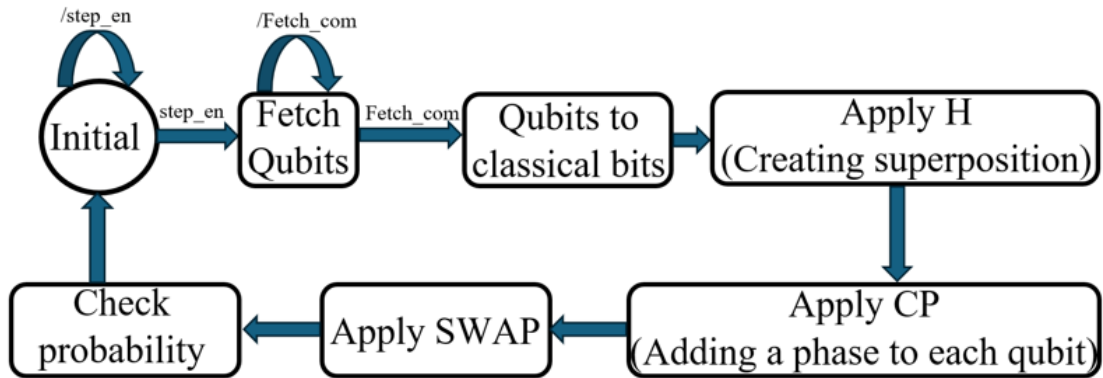 /step_en
/Fetch_com
Initial
step_en
Fetch
Qubits
Fetch_com
Qubits to
classical bits
Apply H
(Creating superposition)
Apply CP
(Adding a phase to each qubit)
Apply SWAP
Check
probability